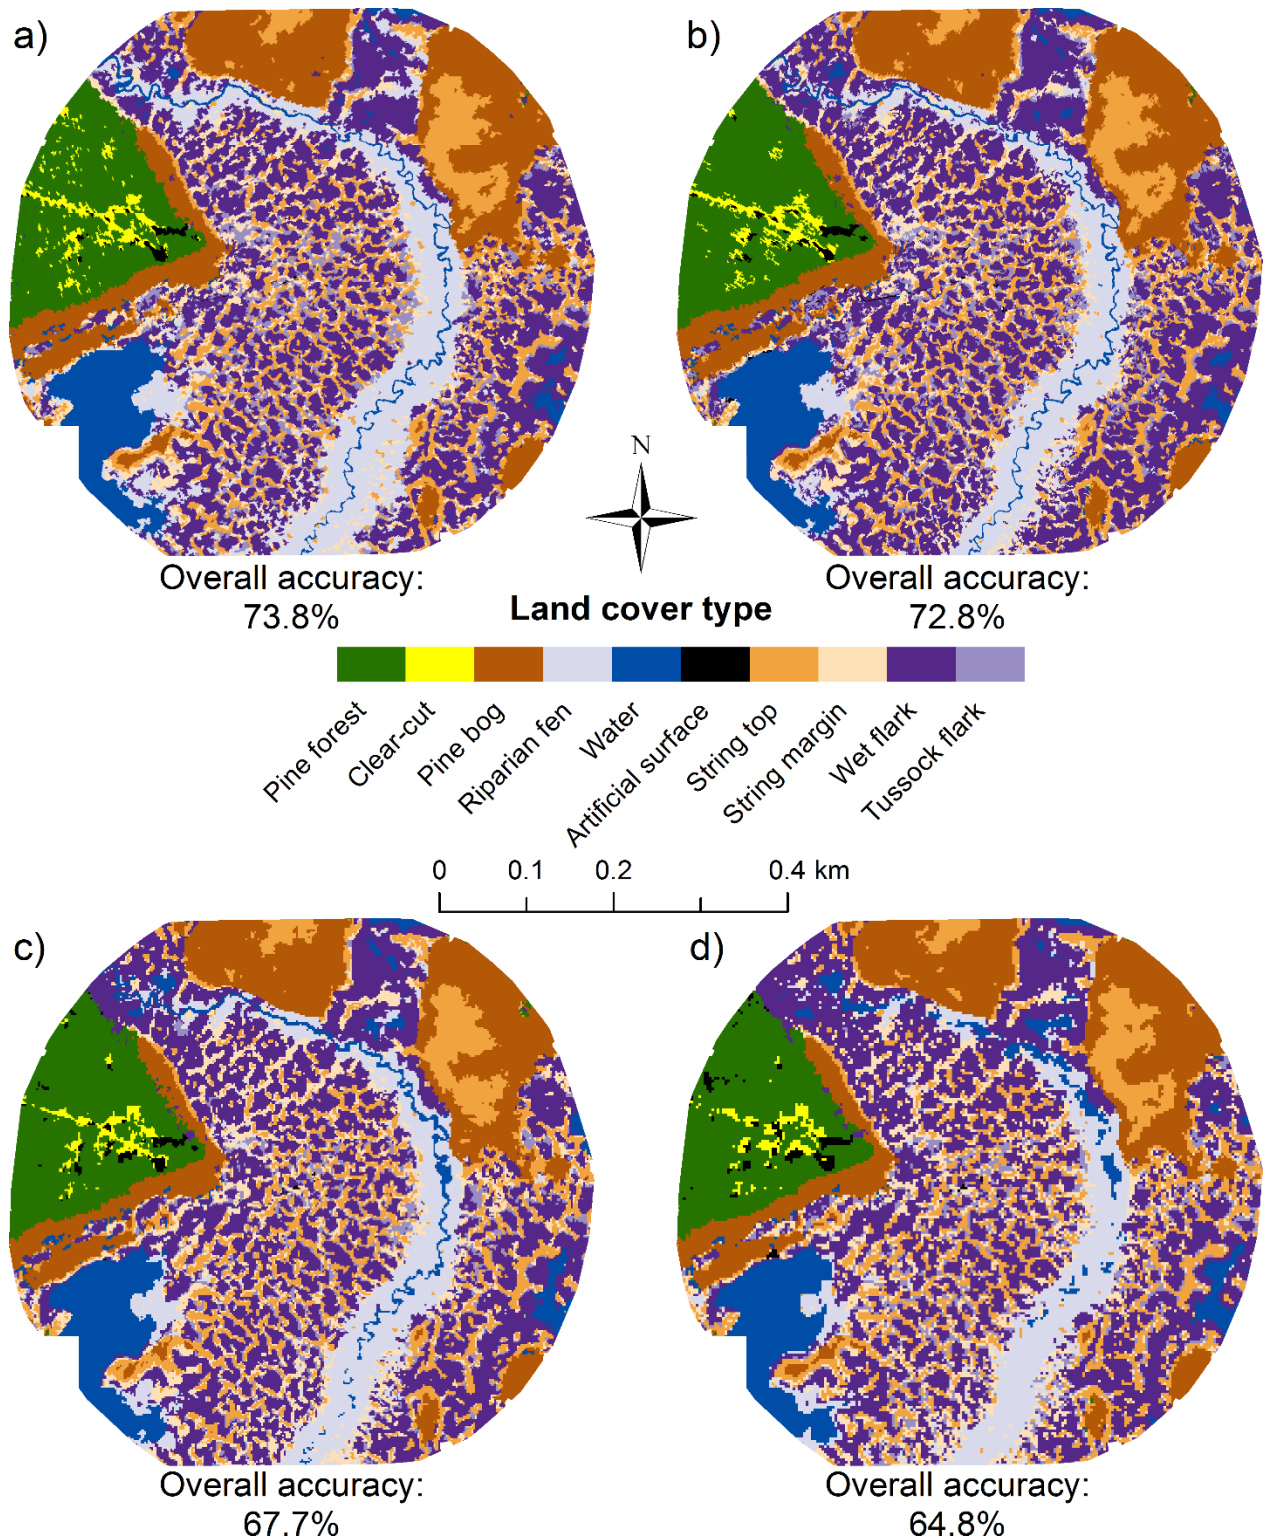 a)
b)
N
Overall accuracy:
73.8%
Overall accuracy:
72.8%
Land cover type
Pine forest
Clear-cut
Pine bog
Riparian fen
Water
Artificial surface
String top
String margin
Wet flark
Tussock flark
0 0.1 0.2 0.4 km
c)
d)
Overall accuracy:
67.7%
Overall accuracy:
64.8%